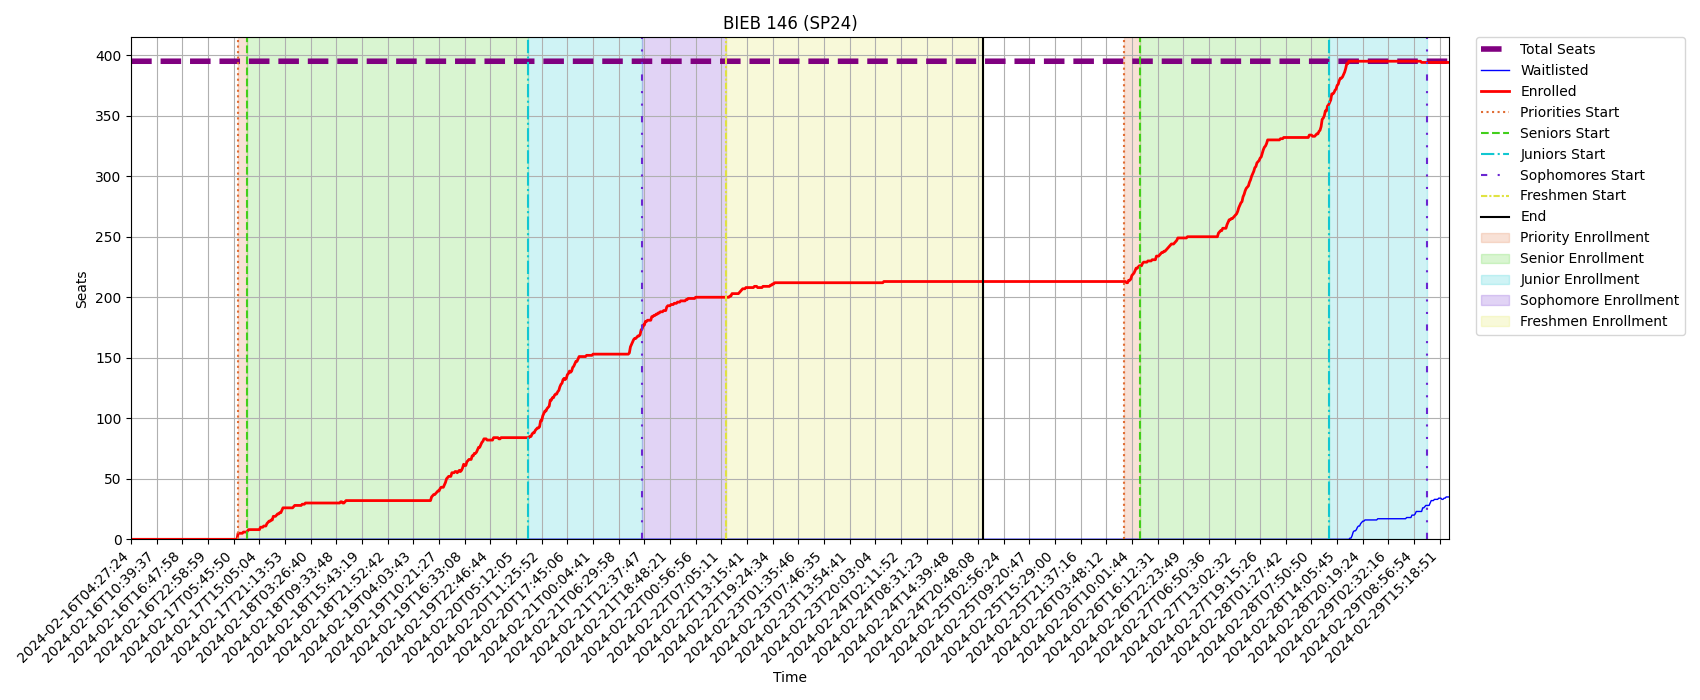 BIEB 146 (SP24)
Total Seats
Waitlisted
Enrolled
Priorities Start
Seniors Start
Juniors Start
Sophomores Start
Freshmen Start
End
Priority Enrollment
Senior Enrollment
Junior Enrollment
Sophomore Enrollment
Freshmen Enrollment
Seats
400
350
300
250
200
150
100
50
0
2024-02-16T04:27:24
2024-02-16T10:39:37
2024-02-16T16:47:58
2024-02-16T22:58:59
2024-02-17T05:45:50
2024-02-17T15:05:04
2024-02-17T21:13:53
2024-02-18T03:26:40
2024-02-18T09:33:48
2024-02-18T15:43:19
2024-02-18T21:52:42
2024-02-19T04:03:43
2024-02-19T10:21:27
2024-02-19T16:33:08
2024-02-19T22:46:44
2024-02-20T05:12:05
2024-02-20T11:25:52
2024-02-20T17:45:06
2024-02-21T00:04:41
2024-02-21T06:29:58
2024-02-21T12:37:47
2024-02-21T18:48:21
2024-02-22T00:56:56
2024-02-22T07:05:11
2024-02-22T13:15:41
2024-02-22T19:24:34
2024-02-23T01:35:46
2024-02-23T07:46:35
2024-02-23T13:54:41
2024-02-23T20:03:04
2024-02-24T02:11:52
2024-02-24T08:31:23
2024-02-24T14:39:48
2024-02-24T20:48:08
2024-02-25T02:56:24
2024-02-25T09:20:47
2024-02-25T15:29:00
2024-02-25T21:37:16
2024-02-26T03:48:12
2024-02-26T10:01:44
2024-02-26T16:12:31
2024-02-26T22:23:49
2024-02-27T06:50:36
2024-02-27T13:02:32
2024-02-27T19:15:26
2024-02-28T01:27:42
2024-02-28T07:50:50
2024-02-28T14:05:45
2024-02-28T20:19:24
2024-02-29T02:32:16
2024-02-29T08:56:54
2024-02-29T15:18:51
Time